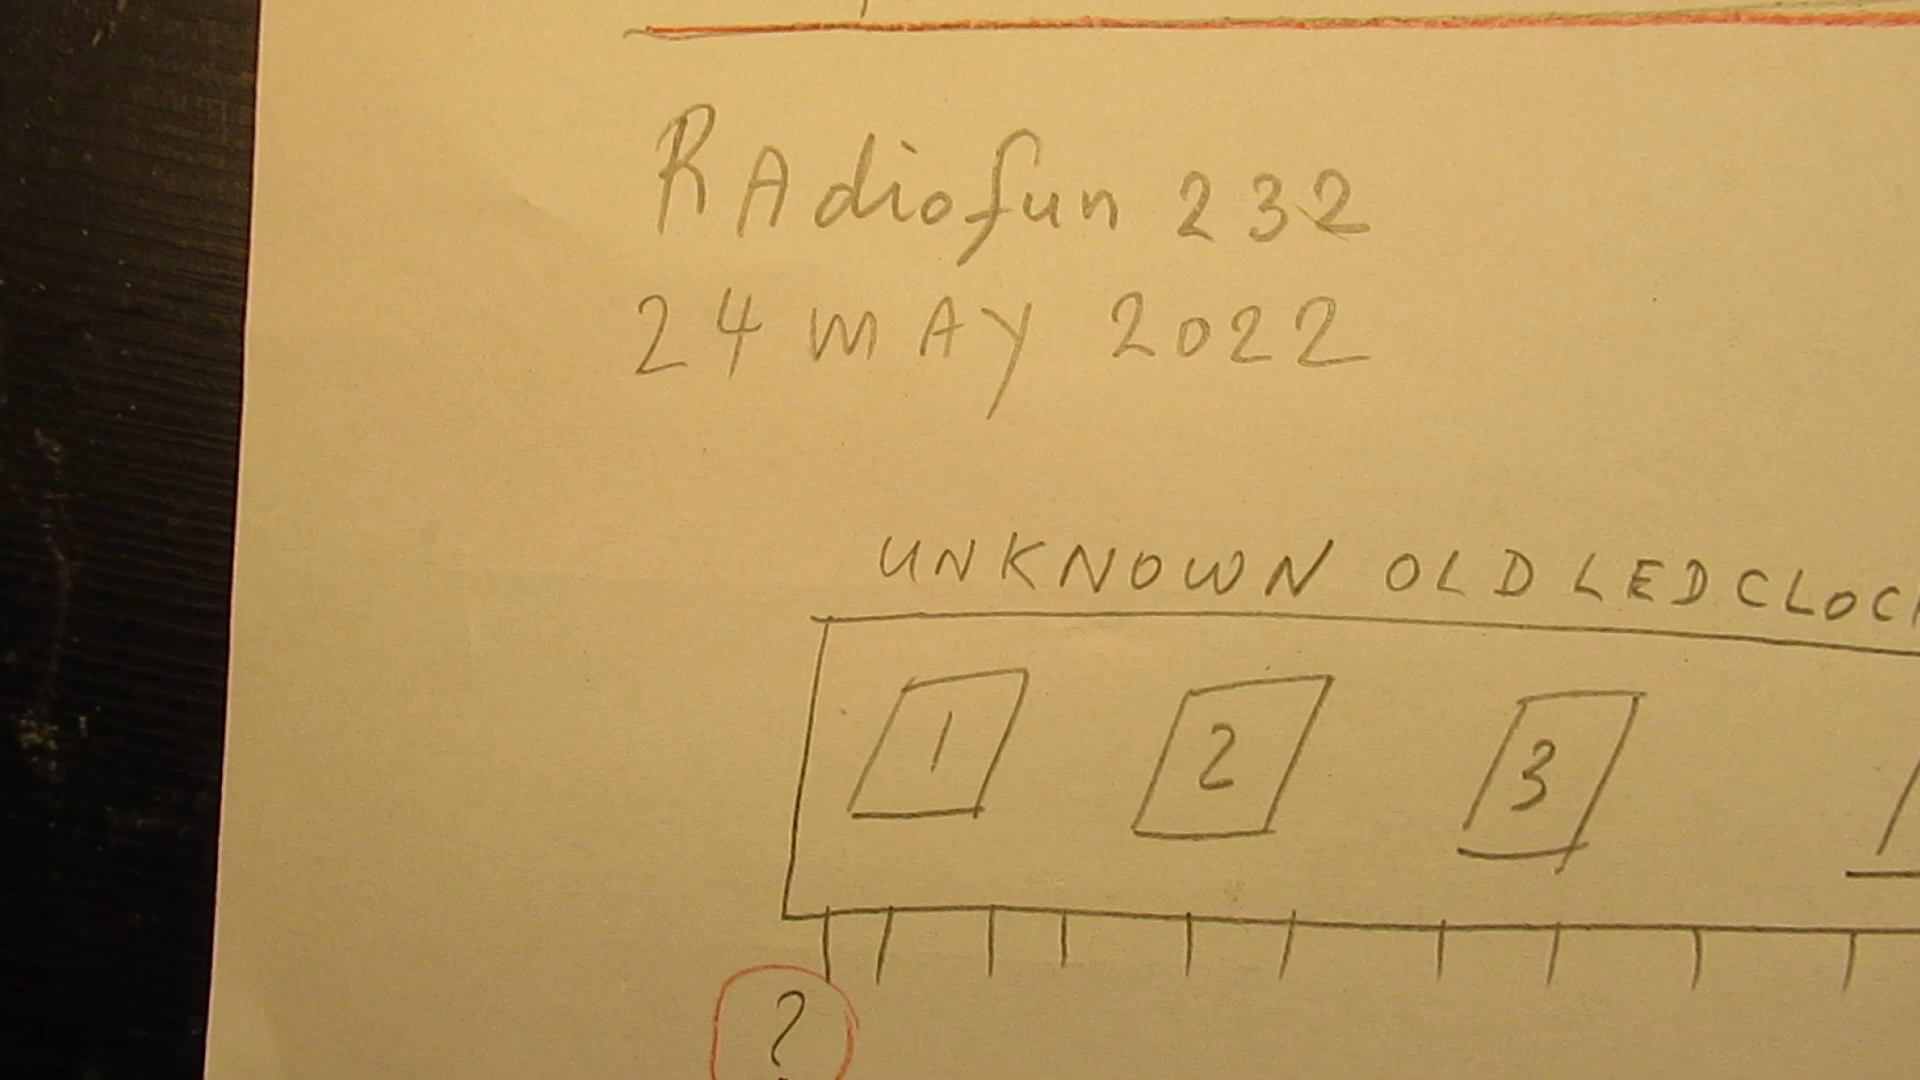 RAdiofun 232
24 MAY 2022
UNKNOWN OLD LED CLOC
1 2 3
?